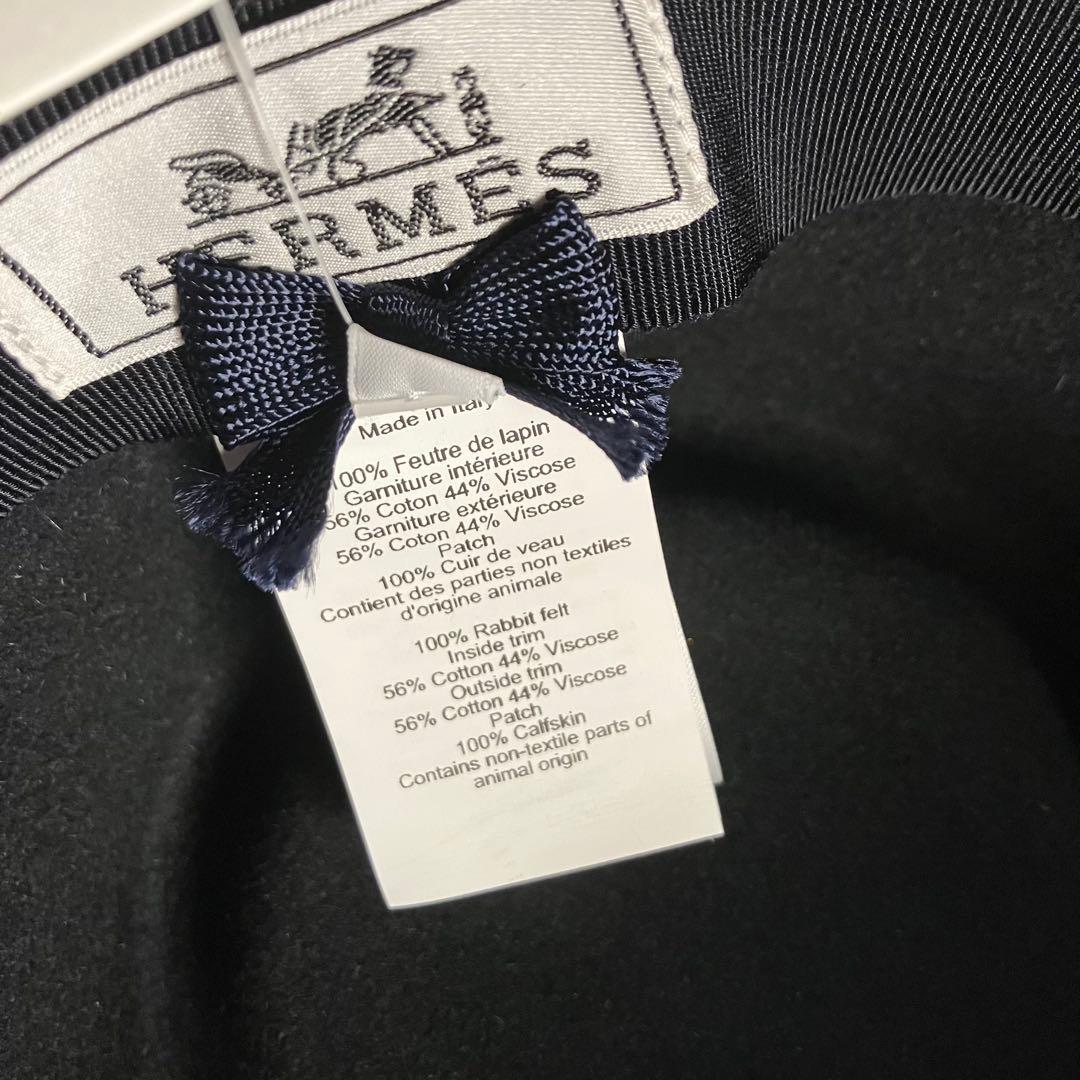 HERMÈS
Made in Italy
100% Feutre de lapin
Garniture intérieure
56% Coton 44% Viscose
Garniture extérieure
56% Coton 44% Viscose
Patch
100% Cuir de veau
Contient des parties non textiles
d'origine animale
100% Rabbit felt
Inside trim
56% Cotton 44% Viscose
Outside trim
56% Cotton 44% Viscose
Patch
100% Calfskin
Contains non-textile parts of
animal origin